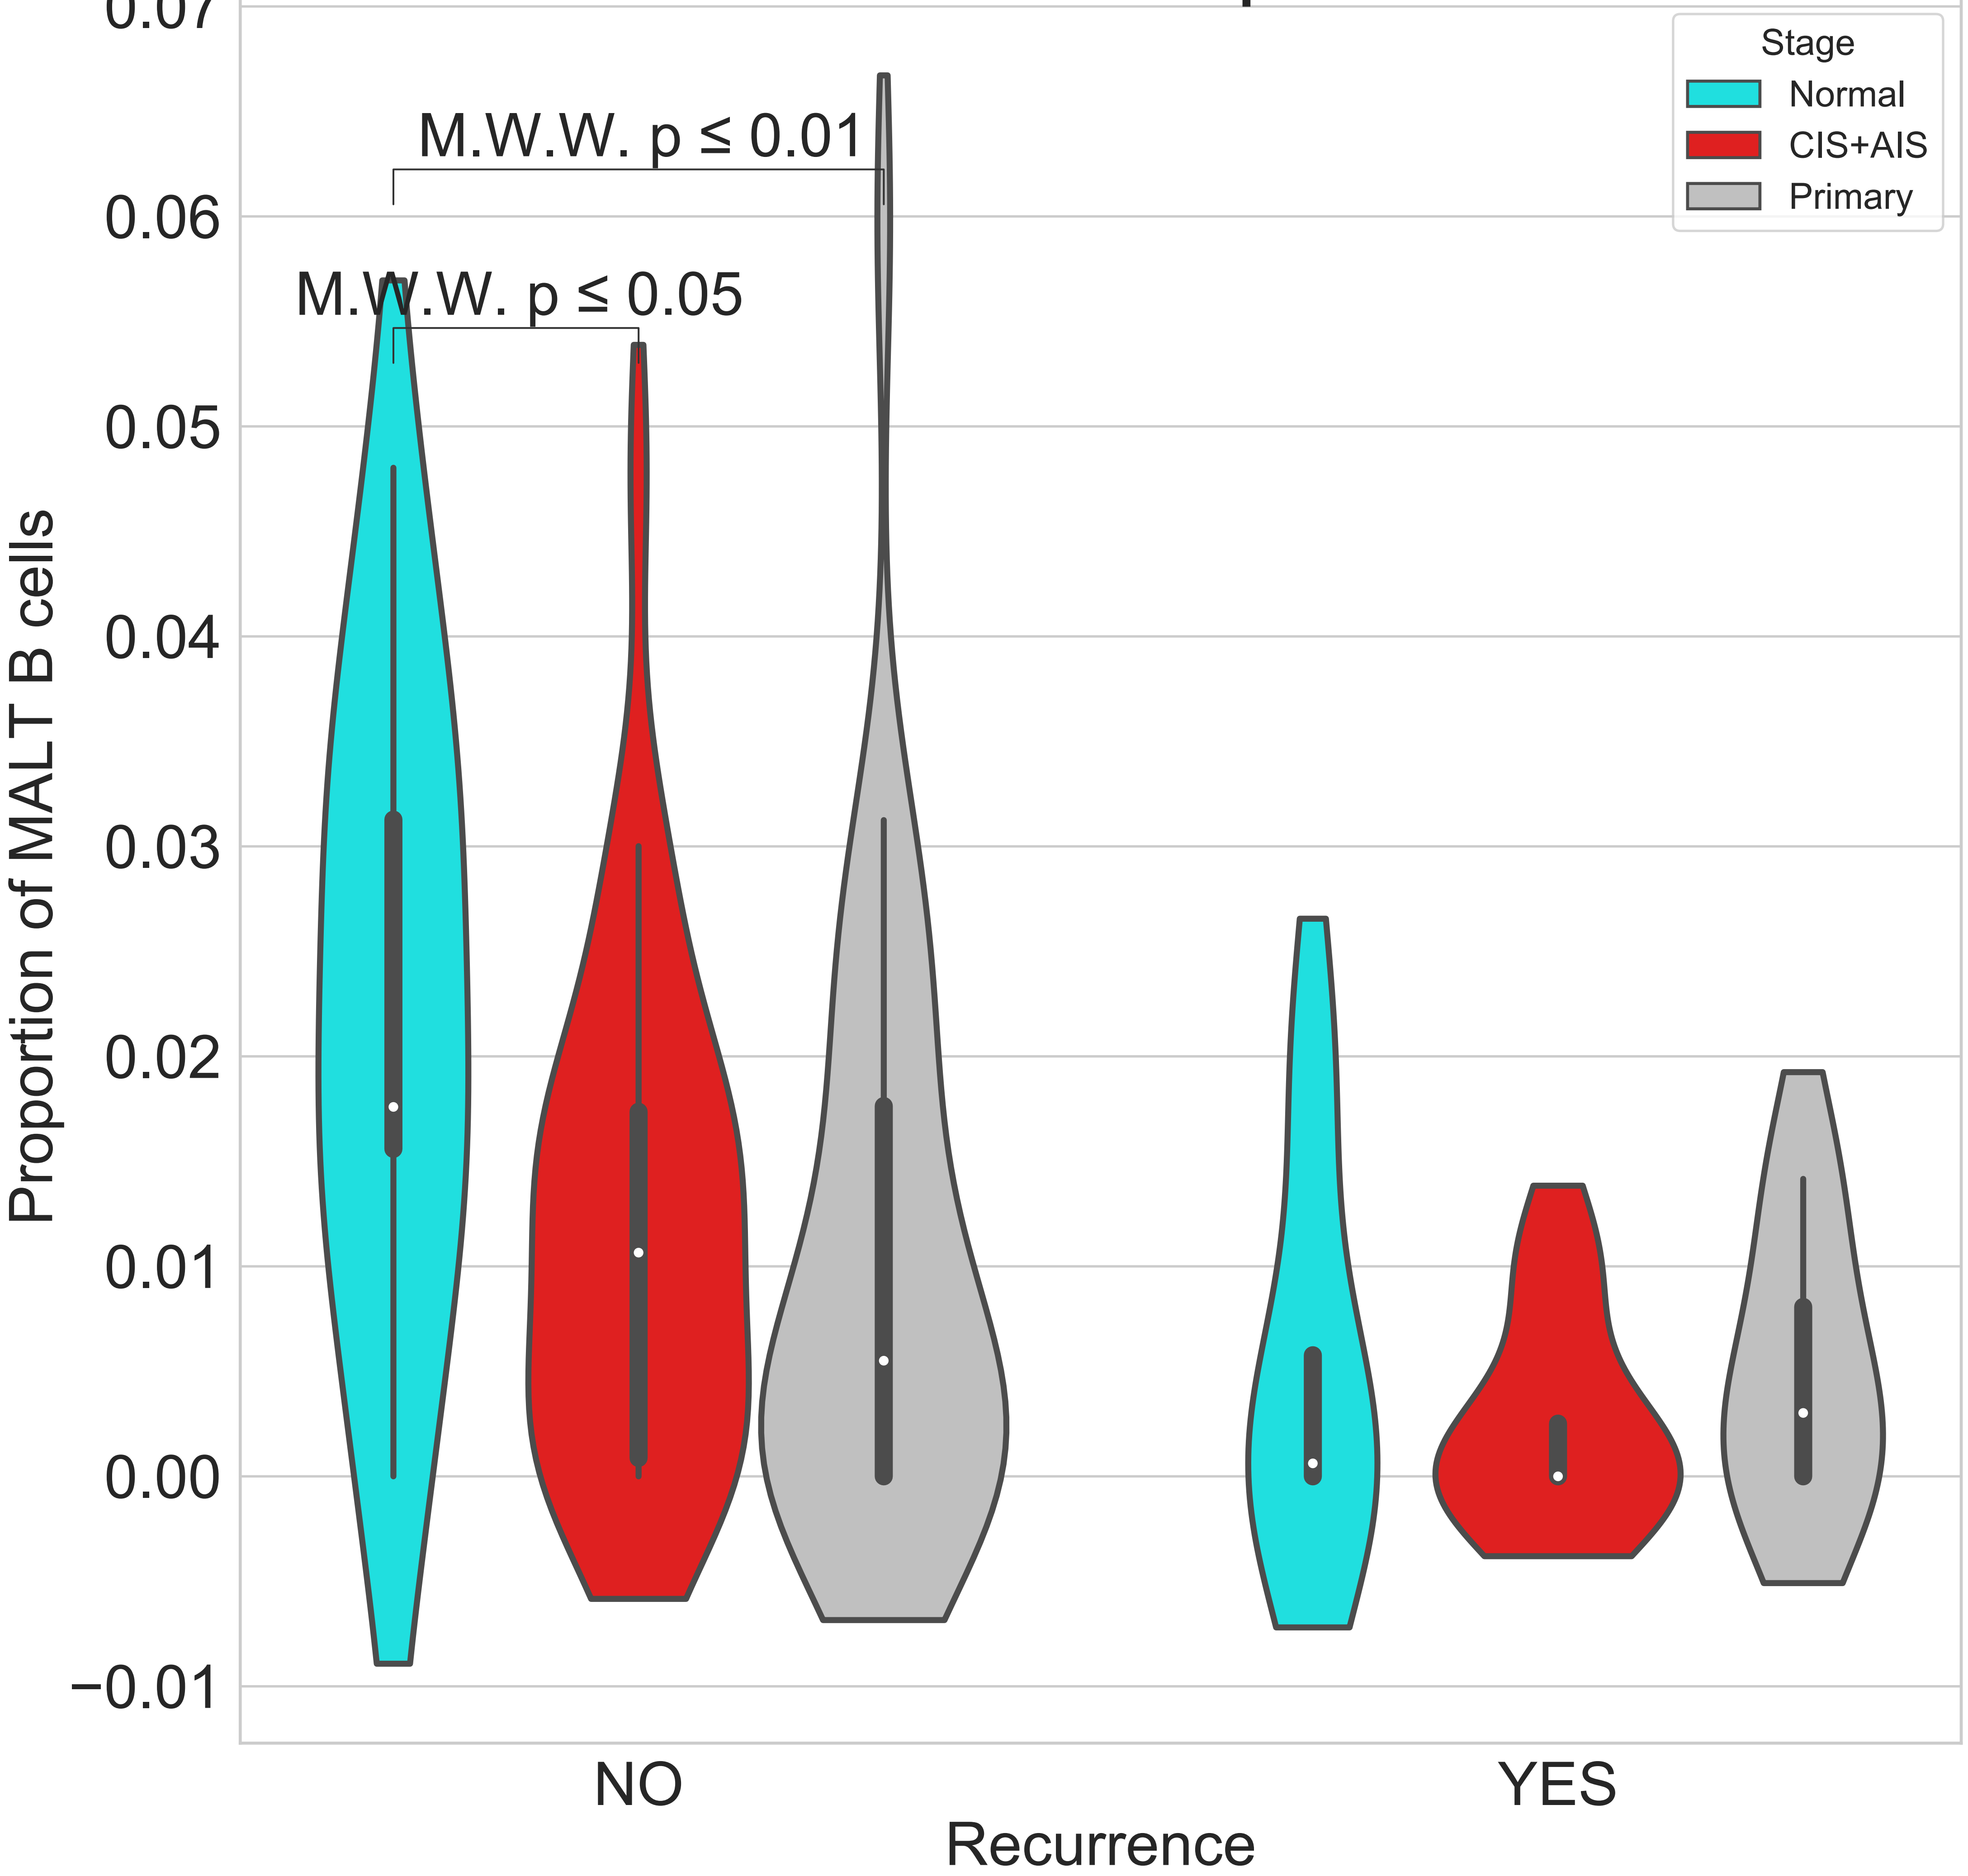 0.07
Stage
Normal
CIS+AIS
Primary
M.W.W. p ≤ 0.01
0.06
M.W.W. p ≤ 0.05
0.05
0.04
0.03
0.02
0.01
0.00
−0.01
Proportion of MALT B cells
NO
YES
Recurrence